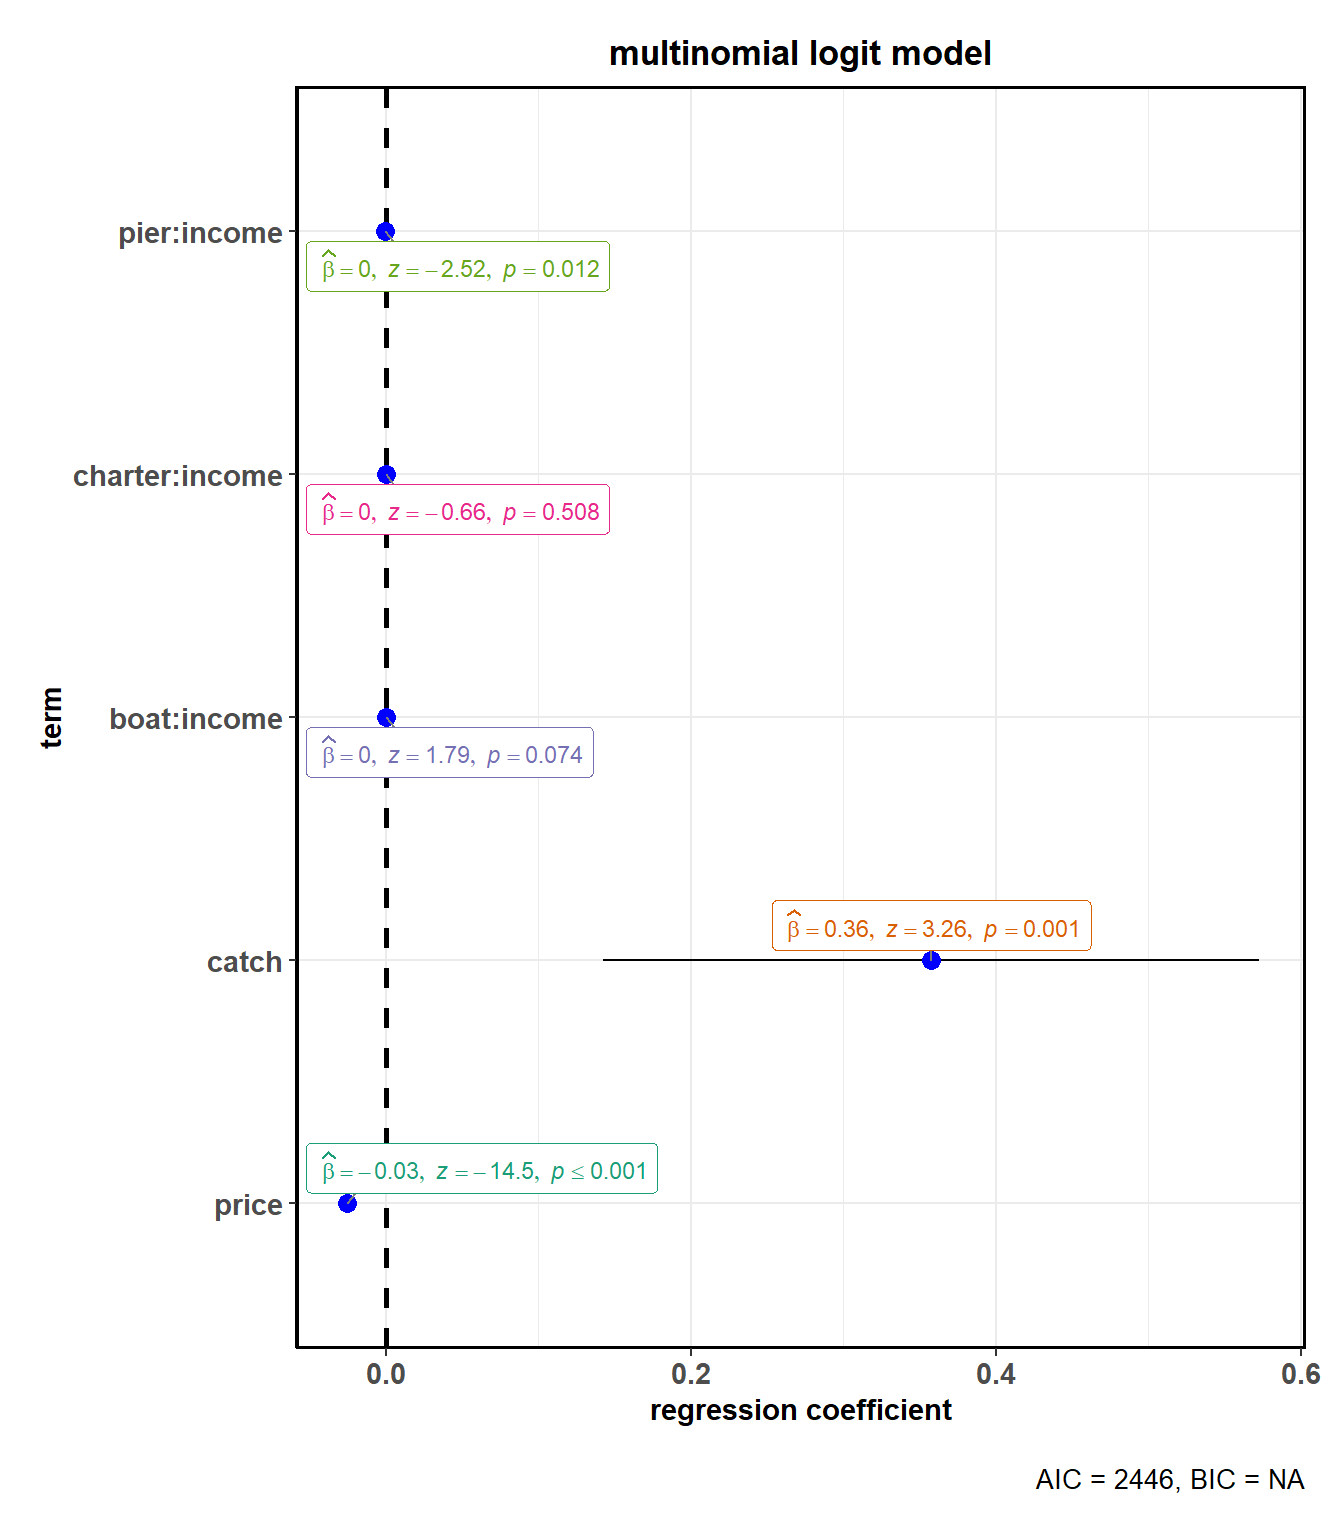 multinomial logit model
pier:income
β̂ = 0, z = −2.52, p = 0.012
charter:income
β̂ = 0, z = −0.66, p = 0.508
term
boat:income
β̂ = 0, z = 1.79, p = 0.074
β̂ = 0.36, z = 3.26, p = 0.001
catch
β̂ = −0.03, z = −14.5, p ≤ 0.001
price
0.0 0.2 0.4 0.6
regression coefficient
AIC = 2446, BIC = NA